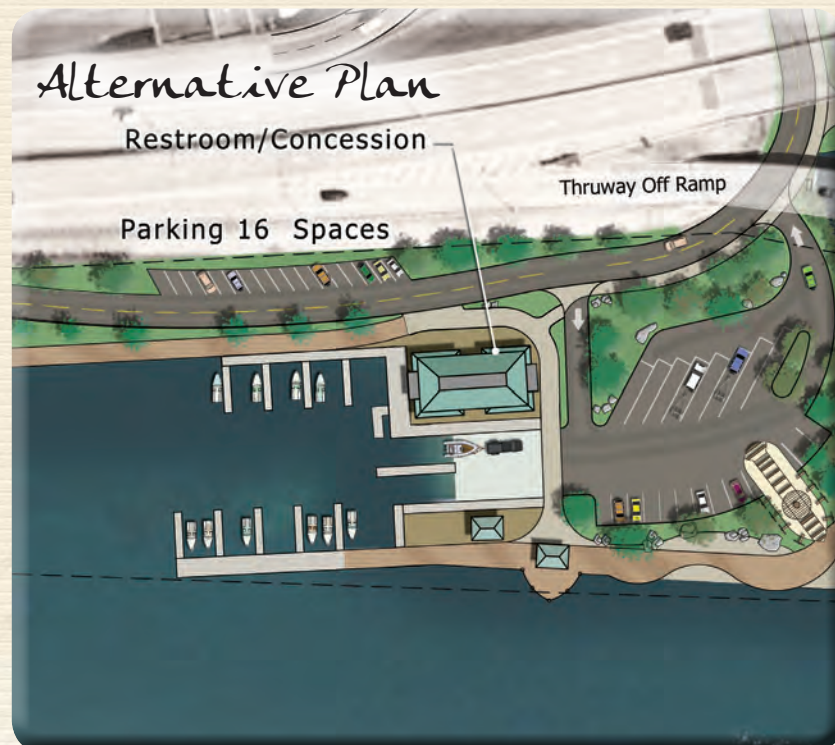 Alternative Plan
Restroom/Concession
Thruway Off Ramp
Parking 16 Spaces